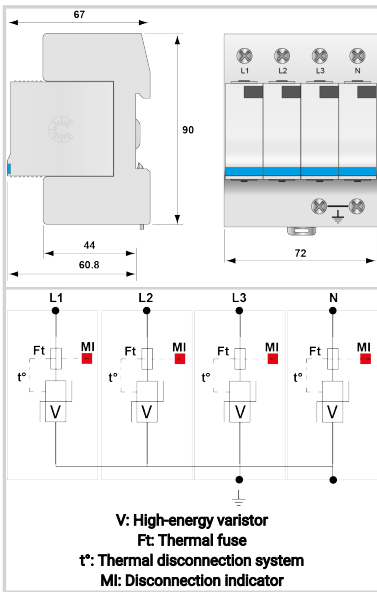 67
90
44
60.8
L1 L2 L3 N
72
L1 L2 L3 N
Ft MI Ft MI Ft MI Ft MI
t° t° t° t°
V V V V
V: High-energy varistor
Ft: Thermal fuse
t°: Thermal disconnection system
MI: Disconnection indicator